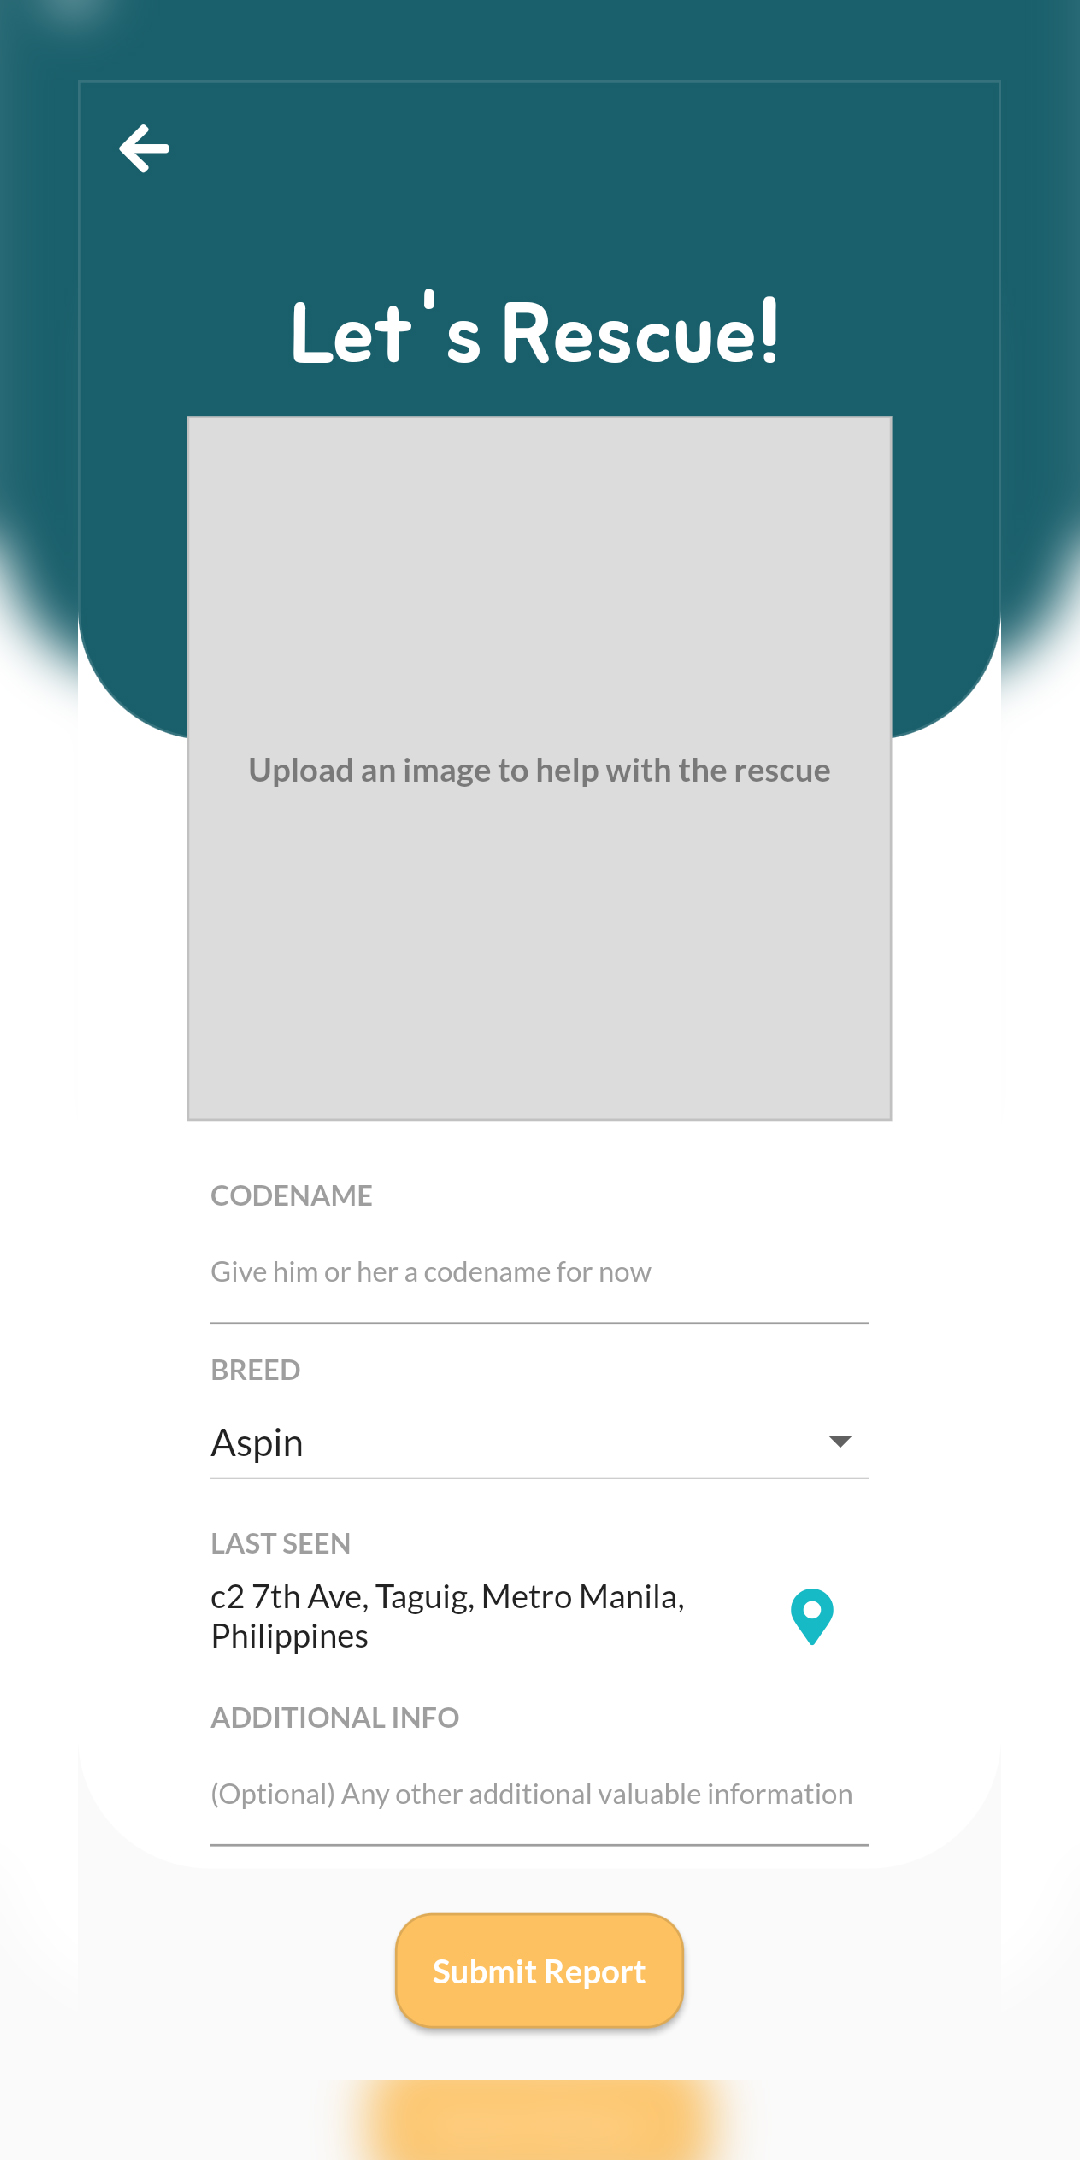 Let's Rescue!
Upload an image to help with the rescue
CODENAME
Give him or her a codename for now
BREED
Aspin
LAST SEEN
c2 7th Ave, Taguig, Metro Manila,
Philippines
ADDITIONAL INFO
(Optional) Any other additional valuable information
Submit Report